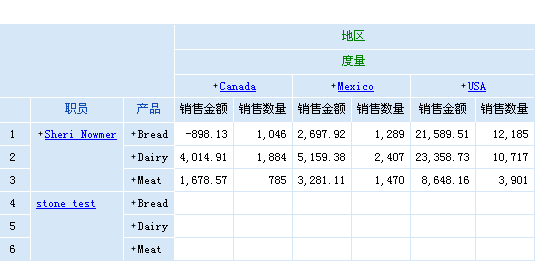 地区
度量
+Canada +Mexico +USA
职员 产品 销售金额 销售数量 销售金额 销售数量 销售金额 销售数量
1 +Sheri Nowmer +Bread -898.13 1,046 2,697.92 1,289 21,589.51 12,185
2 +Dairy 4,014.91 1,884 5,159.38 2,407 23,358.73 10,717
3 +Meat 1,678.57 785 3,281.11 1,470 8,648.16 3,901
4 stone test +Bread
5 +Dairy
6 +Meat